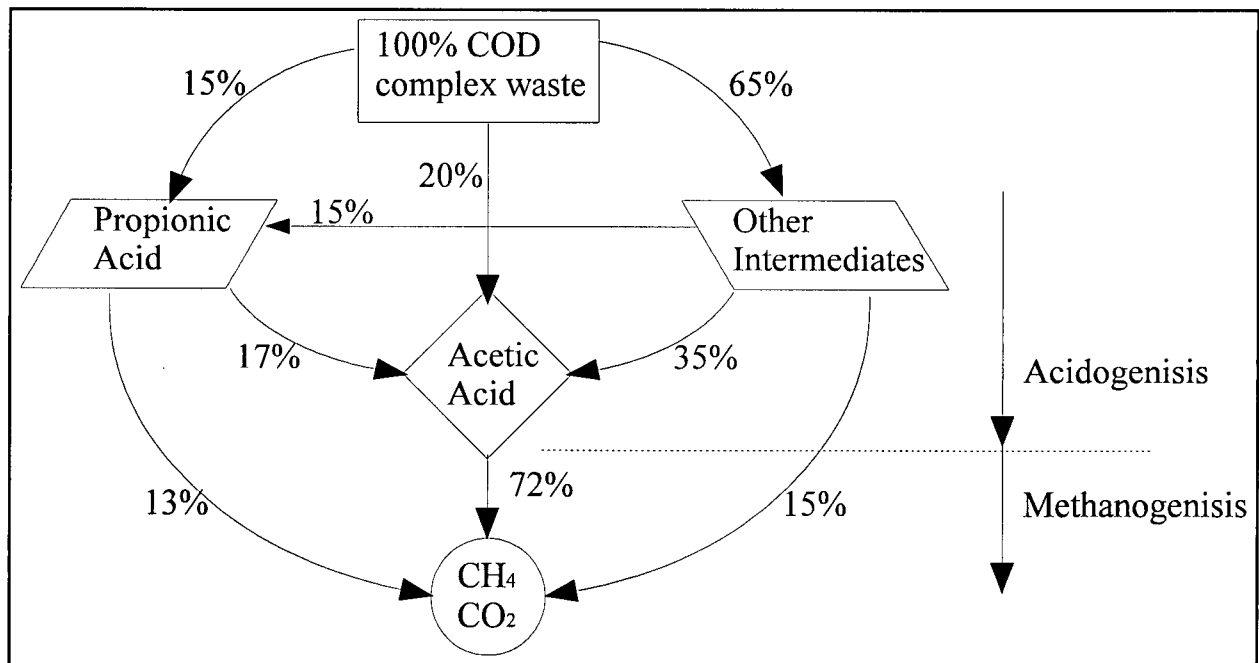 100% COD
complex waste
15%
65%
20%
Propionic
Acid
15%
Other
Intermediates
17%
Acetic
Acid
35%
Acidogenisis
72%
13%
15%
Methanogenisis
CH₄
CO₂